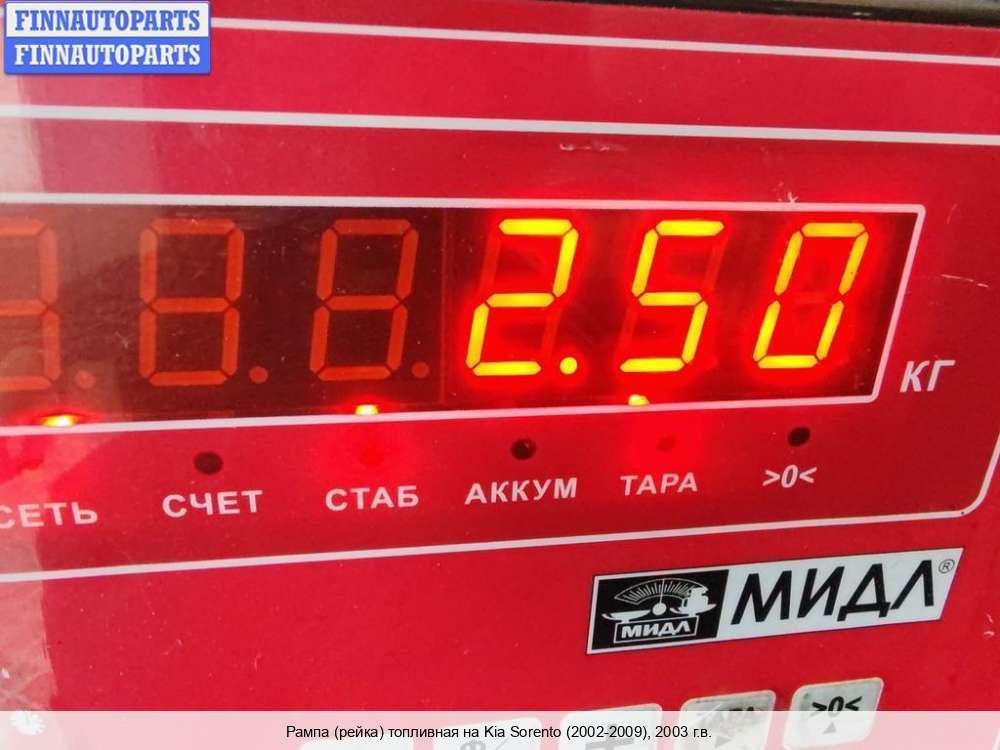 FINNAUTOPARTS
FINNAUTOPARTS
2.50
КГ
СЕТЬ СЧЕТ СТАБ АККУМ ТАРА >0<
МИДЛ МИДЛ®
ТАРА >0<
Рампа (рейка) топливная на Kia Sorento (2002-2009), 2003 г.в.